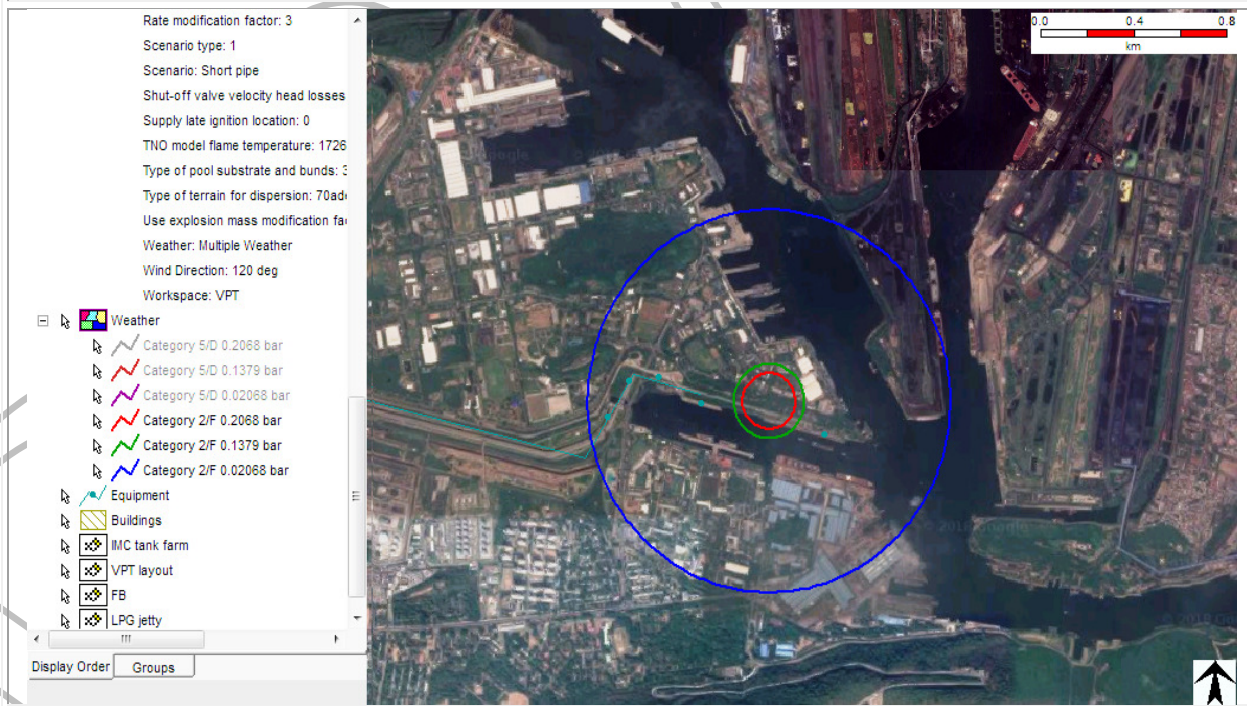 Rate modification factor: 3
Scenario type: 1
Scenario: Short pipe
Shut-off valve velocity head losses
Supply late ignition location: 0
TNO model flame temperature: 1726
Type of pool substrate and bunds: 3
Type of terrain for dispersion: 70ade
Use explosion mass modification fa
Weather: Multiple Weather
Wind Direction: 120 deg
Workspace: VPT
Weather
Category 5/D 0.2068 bar
Category 5/D 0.1379 bar
Category 5/D 0.02068 bar
Category 2/F 0.2068 bar
Category 2/F 0.1379 bar
Category 2/F 0.02068 bar
Equipment
Buildings
IMC tank farm
VPT layout
FB
LPG jetty
Display Order Groups
0.0 0.4 0.8
km